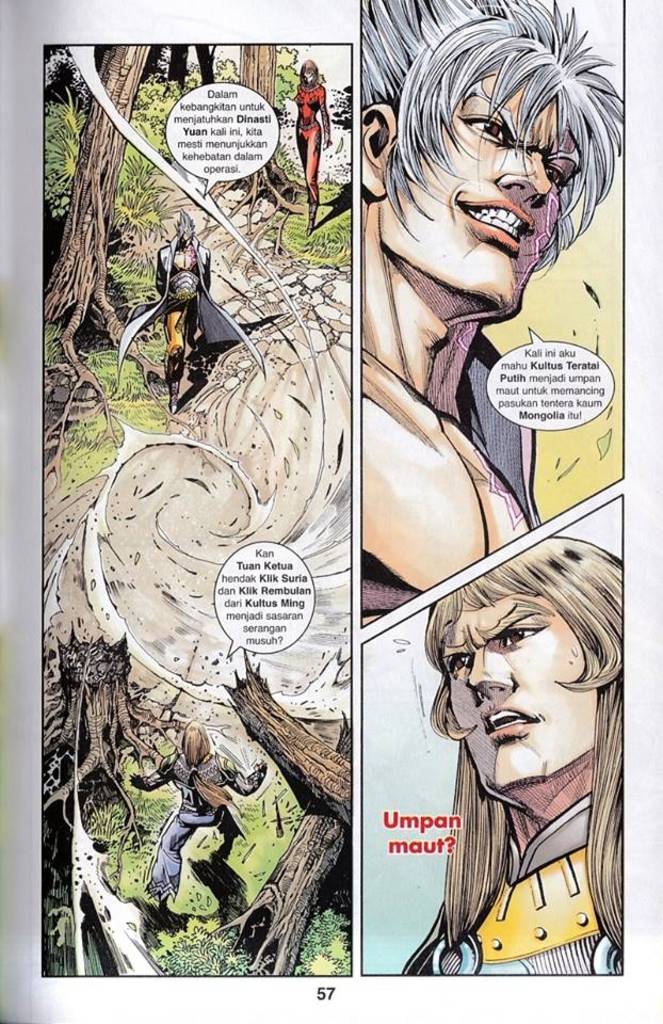 Dalam
kebangkitan untuk
menjatuhkan Dinasti
Yuan kali ini, kita
mesti menunjukkan
kehebatan dalam
operasi.
Kan
Tuan Ketua
hendak Klik Suria
dan Klik Rembulan
dari Kultus Ming
menjadi sasaran
serangan
musuh?
Kali ini aku
mahu Kultus Teratai
Putih menjadi umpan
maut untuk memancing
pasukan tentera kaum
Mongolia itu!
Umpan
maut?
57